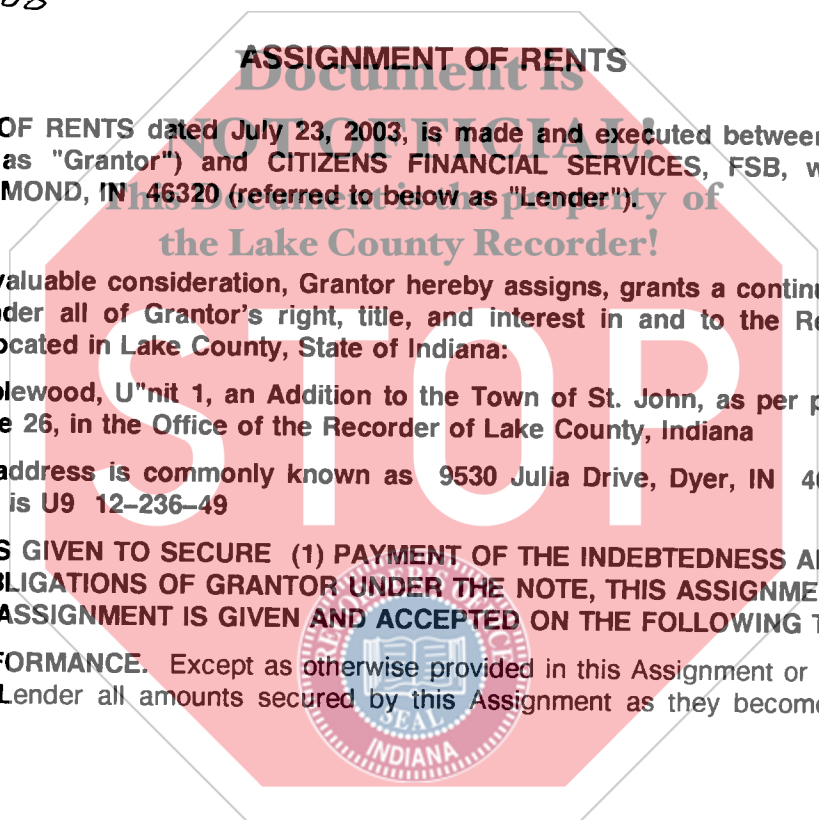 ASSIGNMENT OF RENTS
Document is
OF RENTS dated July 23, 2003, is made and executed between
NOT OFFICIAL!
as "Grantor") and CITIZENS FINANCIAL SERVICES, FSB,
MOND, IN 46320 (referred to below as "Lender").
This Document is the property of
the Lake County Recorder!
valuable consideration, Grantor hereby assigns, grants a continu
der all of Grantor's right, title, and interest in and to the Re
ocated in Lake County, State of Indiana:
STOP
lewood, U"nit 1, an Addition to the Town of St. John, as per p
e 26, in the Office of the Recorder of Lake County, Indiana
address is commonly known as 9530 Julia Drive, Dyer, IN 4
is U9 12–236–49
S GIVEN TO SECURE (1) PAYMENT OF THE INDEBTEDNESS A
BLIGATIONS OF GRANTOR UNDER THE NOTE, THIS ASSIGNME
ASSIGNMENT IS GIVEN AND ACCEPTED ON THE FOLLOWING T
FORMANCE. Except as otherwise provided in this Assignment or
Lender all amounts secured by this Assignment as they become
RECORDER'S OFFICE
SEAL
INDIANA